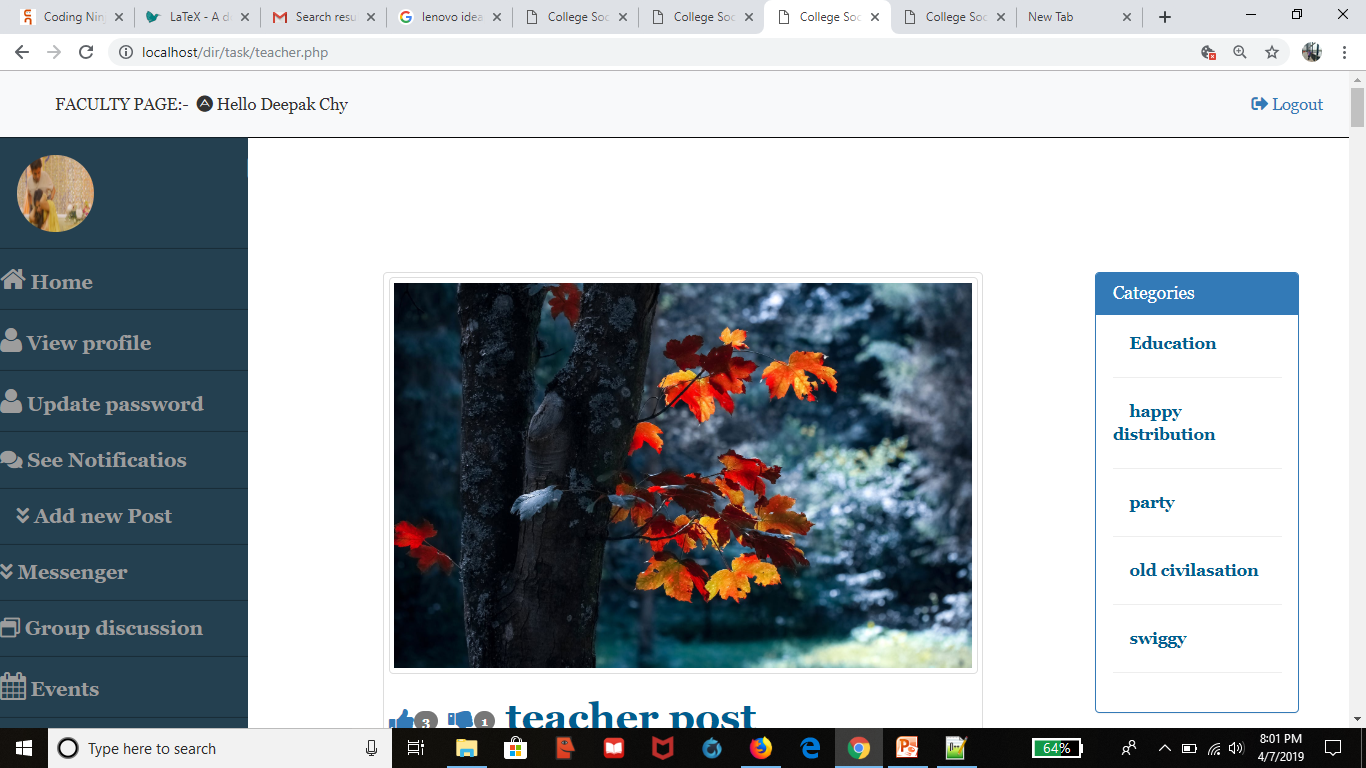 Coding Nin
LaTeX - A d
Search resu
lenovo idea
College Soc
College Soc
College Soc
College Soc
New Tab
localhost/dir/task/teacher.php
FACULTY PAGE:- Hello Deepak Chy
Logout
Home
View profile
Update password
See Notificatios
Add new Post
Messenger
Group discussion
Events
Categories
Education
happy
distribution
party
old civilasation
swiggy
3 1 teacher post
Type here to search
64%
8:01 PM
4/7/2019